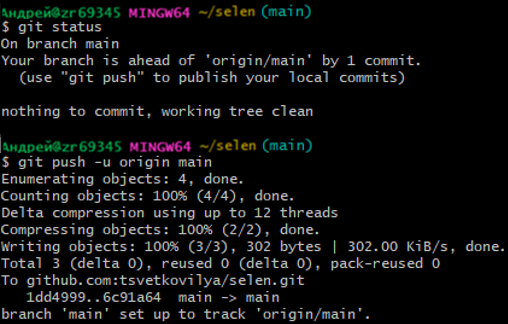 Андрей@zr69345 MINGW64 ~/selen (main)
$ git status
On branch main
Your branch is ahead of 'origin/main' by 1 commit.
  (use "git push" to publish your local commits)

nothing to commit, working tree clean

Андрей@zr69345 MINGW64 ~/selen (main)
$ git push -u origin main
Enumerating objects: 4, done.
Counting objects: 100% (4/4), done.
Delta compression using up to 12 threads
Compressing objects: 100% (2/2), done.
Writing objects: 100% (3/3), 302 bytes | 302.00 KiB/s, done.
Total 3 (delta 0), reused 0 (delta 0), pack-reused 0
To github.com:tsvetkovilya/selen.git
   1dd4999..6c91a64  main -> main
branch 'main' set up to track 'origin/main'.